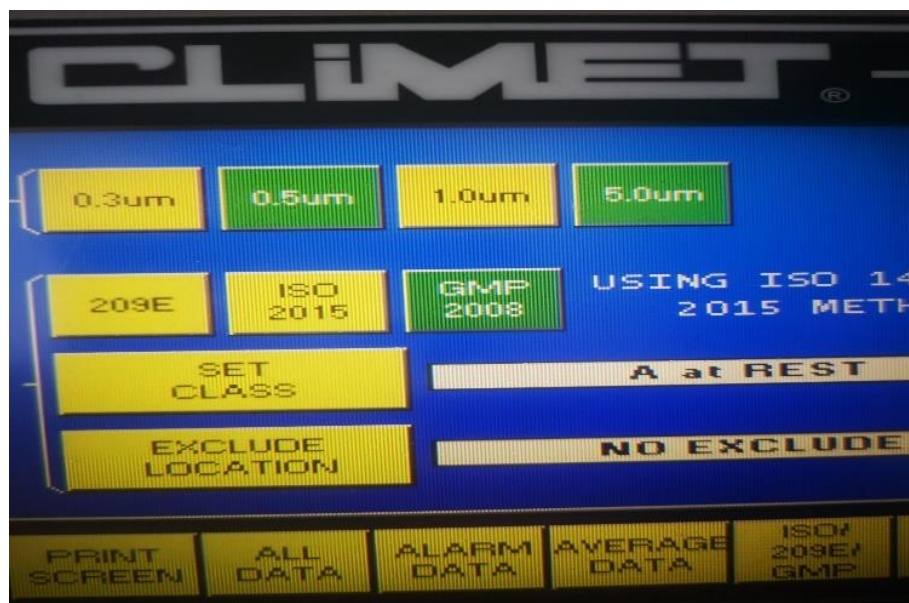 CLiMET ®
0.3um 0.5um 1.0um 5.0um
209E ISO 2015 GMP 2008
USING ISO 14
2015 METH
SET
CLASS
A at REST
EXCLUDE
LOCATION
NO EXCLUDE
PRINT
SCREEN
ALL
DATA
ALARM
DATA
AVERAGE
DATA
ISO/
209E/
GMP